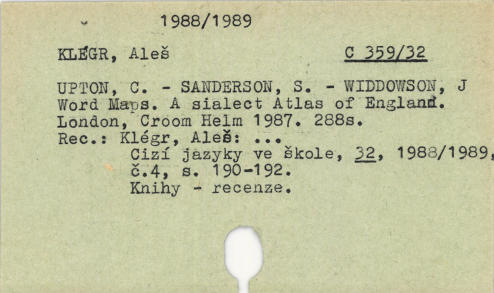 1988/1989
KLÉGR, Aleš C 359/32
UPTON, C. - SANDERSON, S. - WIDDOWSON, J
Word Maps. A sialect Atlas of England.
London, Croom Helm 1987. 288s.
Rec.: Klégr, Aleš: ...
Cizí jazyky ve škole, 32, 1988/1989,
č.4, s. 190-192.
Knihy - recenze.